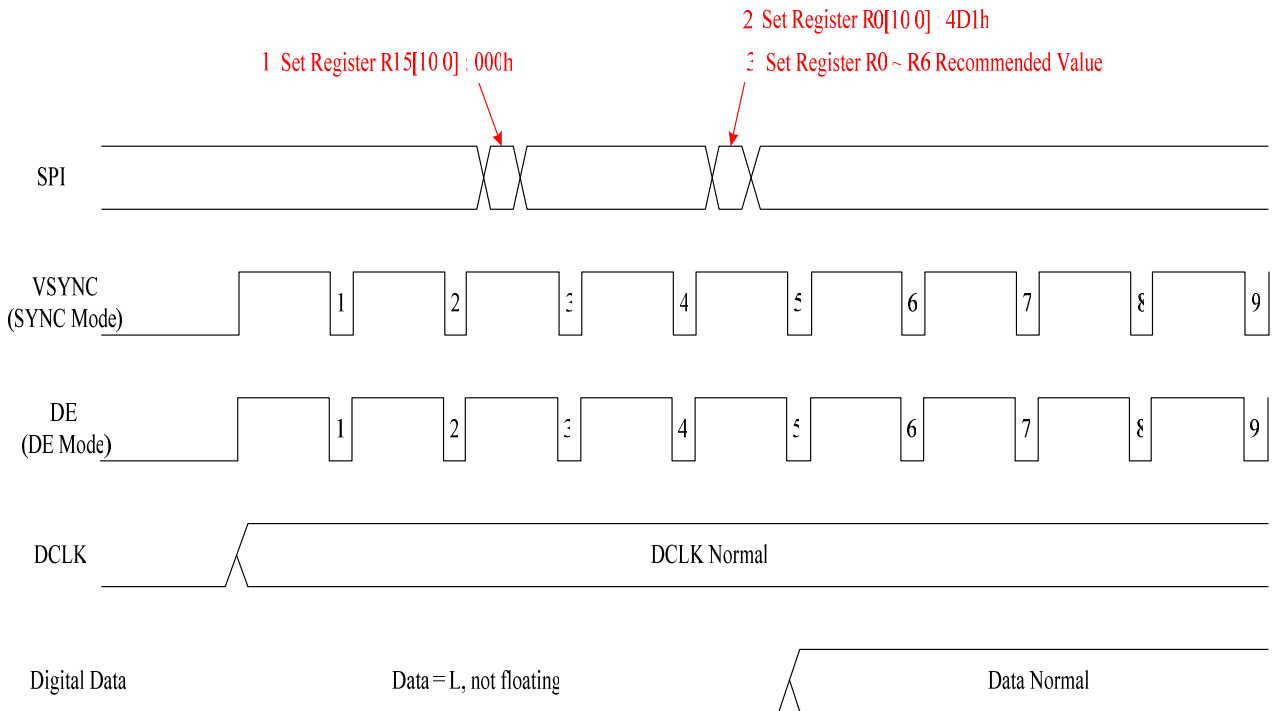 2 Set Register R0[10 0] : 4D1h
1 Set Register R15[10 0] : 000h
3 Set Register R0 ~ R6 Recommended Value
SPI
VSYNC
(SYNC Mode)
1 2 3 4 5 6 7 8 9
DE
(DE Mode)
1 2 3 4 5 6 7 8 9
DCLK
DCLK Normal
Digital Data
Data = L, not floating
Data Normal